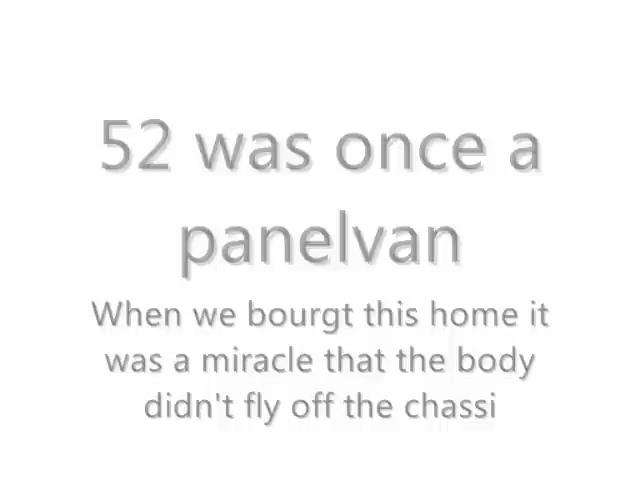 52 was once a
panelvan
When we bourgt this home it
was a miracle that the body
didn't fly off the chassi